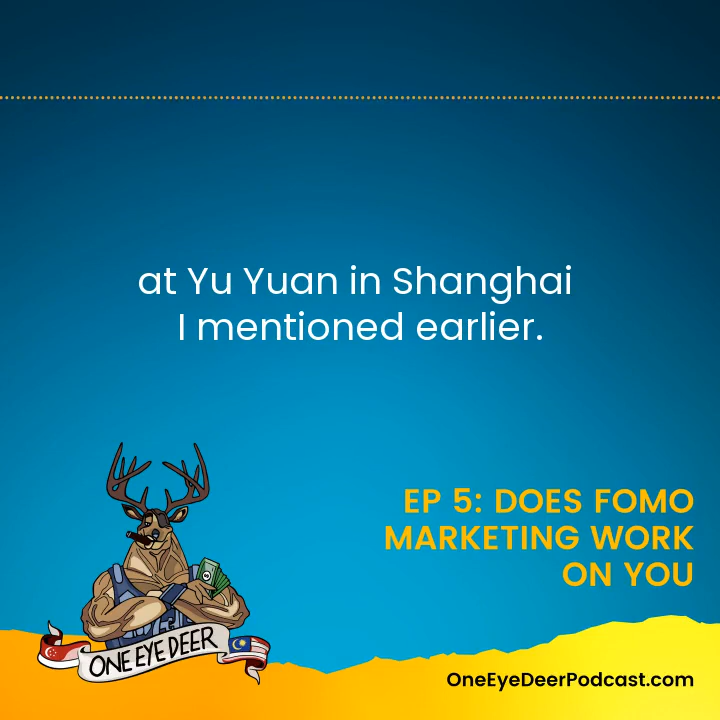 at Yu Yuan in Shanghai
I mentioned earlier.
EP 5: DOES FOMO
MARKETING WORK
ON YOU
ONE EYE DEER
OneEyeDeerPodcast.com